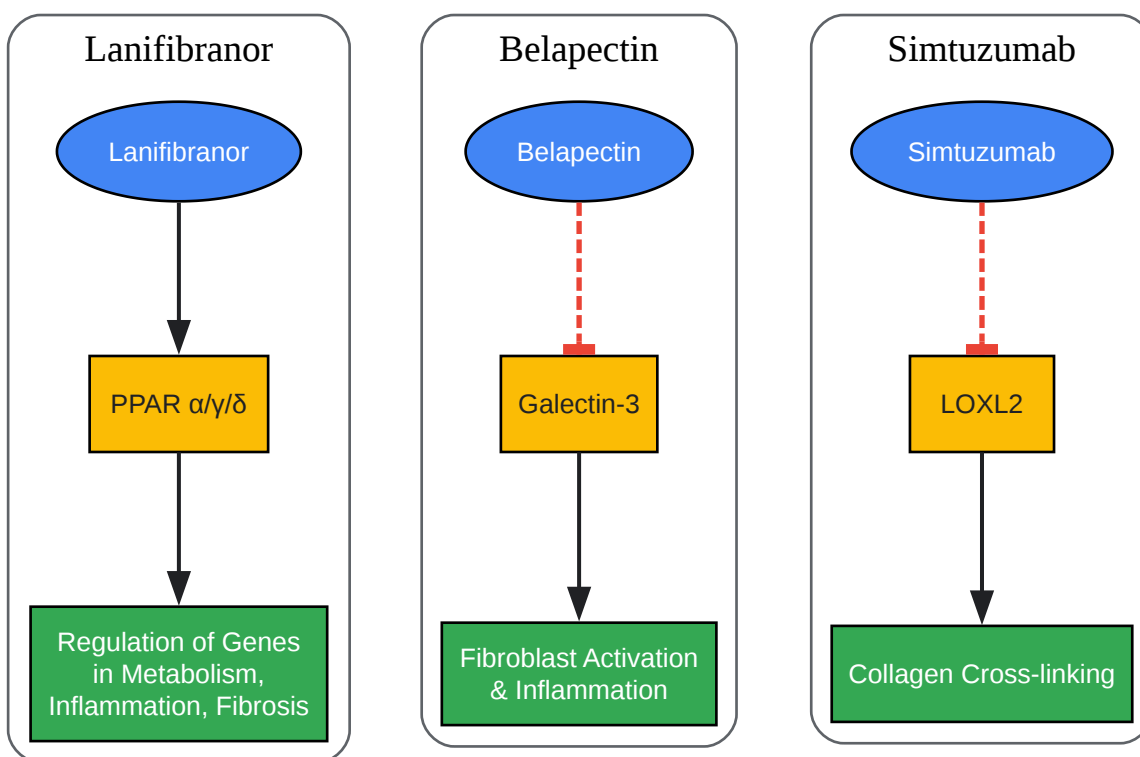 Lanifibranor
Lanifibranor
PPAR α/γ/δ
Regulation of Genes
in Metabolism,
Inflammation, Fibrosis
Belapectin
Belapectin
Galectin-3
Fibroblast Activation
& Inflammation
Simtuzumab
Simtuzumab
LOXL2
Collagen Cross-linking